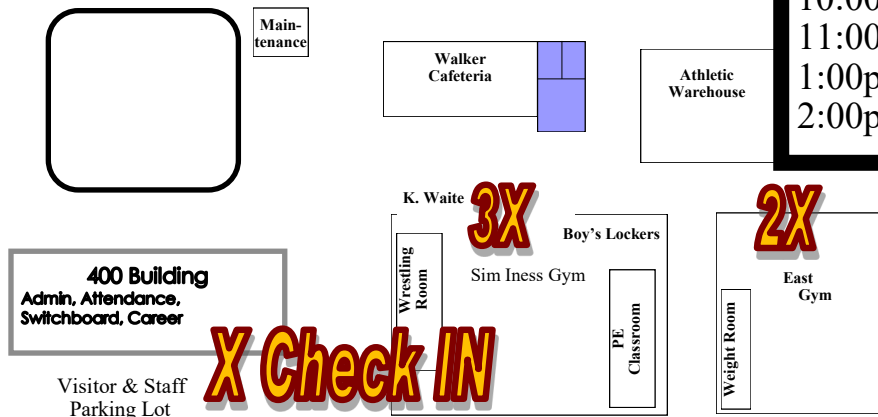 Main-
tenance
Walker
Cafeteria
Athletic
Warehouse
10:00
11:00
1:00p
2:00p
K. Waite
3X
2X
Boy's Lockers
Wrestling
Room
Sim Iness Gym
PE
Classroom
East
Gym
Weight Room
400 Building
Admin, Attendance,
Switchboard, Career
X Check IN
Visitor & Staff
Parking Lot